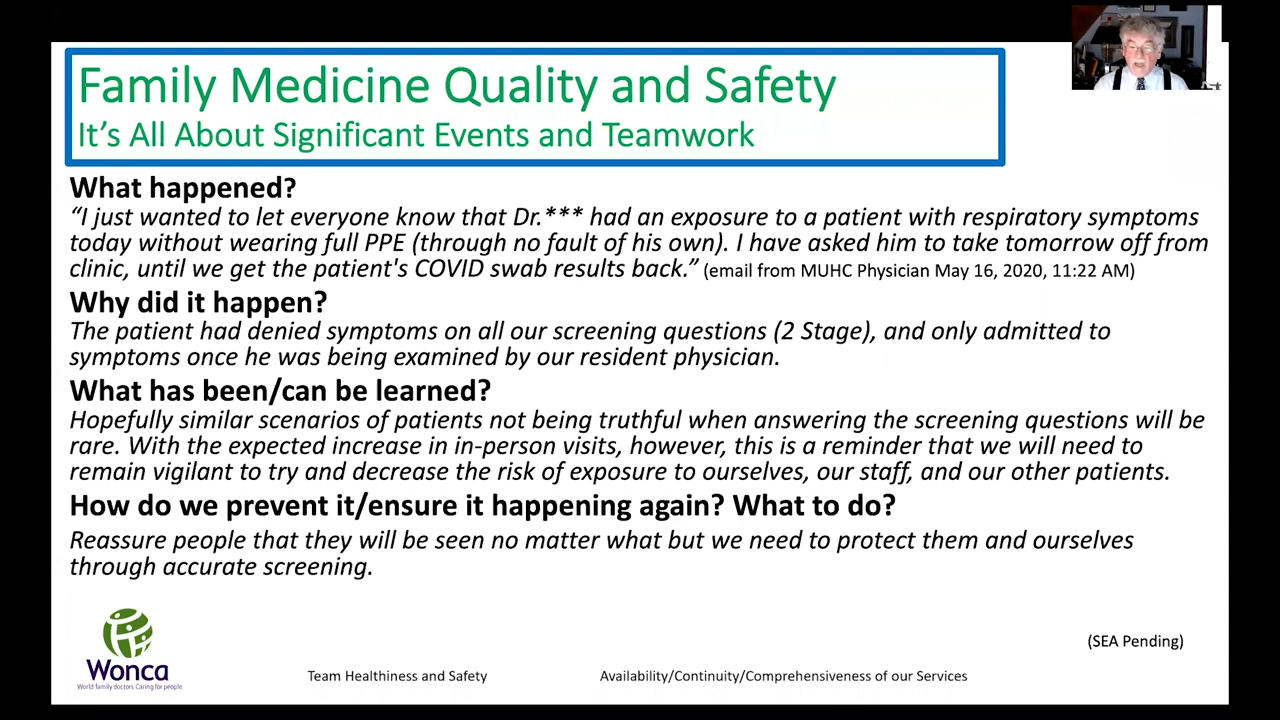 Family Medicine Quality and Safety
It’s All About Significant Events and Teamwork
What happened?
“I just wanted to let everyone know that Dr.*** had an exposure to a patient with respiratory symptoms
today without wearing full PPE (through no fault of his own). I have asked him to take tomorrow off from
clinic, until we get the patient's COVID swab results back.” (email from MUHC Physician May 16, 2020, 11:22 AM)
Why did it happen?
The patient had denied symptoms on all our screening questions (2 Stage), and only admitted to
symptoms once he was being examined by our resident physician.
What has been/can be learned?
Hopefully similar scenarios of patients not being truthful when answering the screening questions will be
rare. With the expected increase in in-person visits, however, this is a reminder that we will need to
remain vigilant to try and decrease the risk of exposure to ourselves, our staff, and our other patients.
How do we prevent it/ensure it happening again? What to do?
Reassure people that they will be seen no matter what but we need to protect them and ourselves
through accurate screening.
(SEA Pending)
Wonca
World family doctors Caring for people
Team Healthiness and Safety
Availability/Continuity/Comprehensiveness of our Services